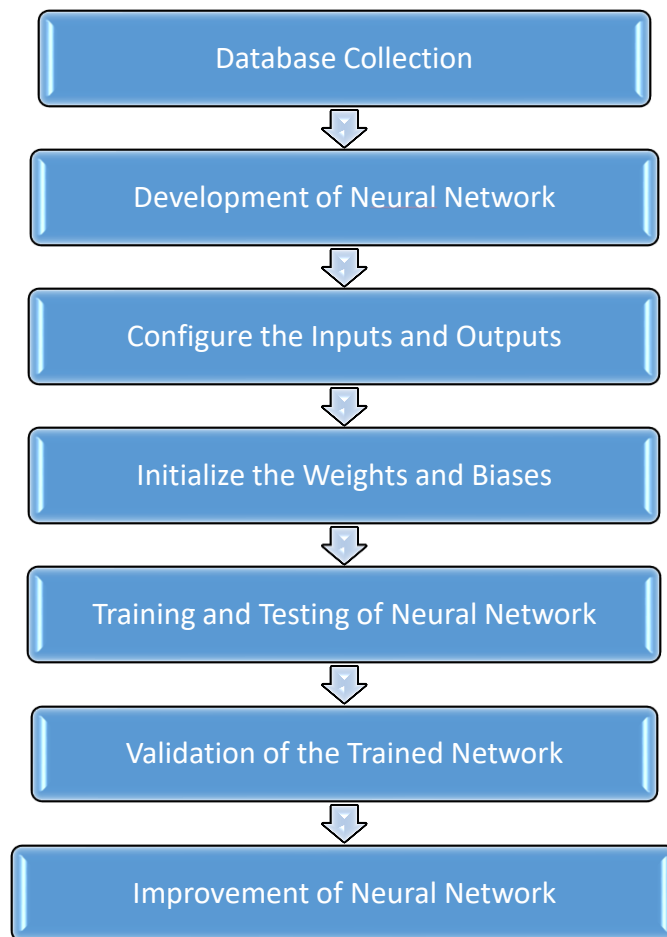 Database Collection
Development of Neural Network
Configure the Inputs and Outputs
Initialize the Weights and Biases
Training and Testing of Neural Network
Validation of the Trained Network
Improvement of Neural Network